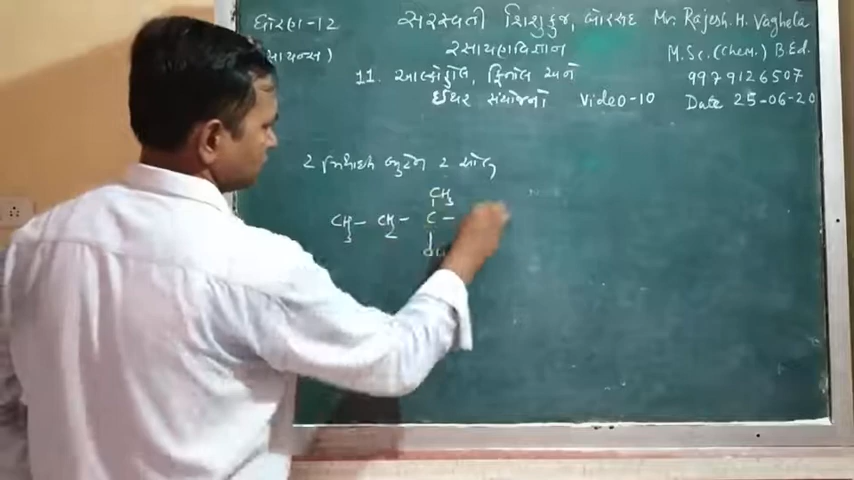 ધોરણ-12 સરસ્વતી શિશુકુંજ, બોરસદ Mr. Rajesh.H. Vaghela
સાયન્સ) રસાયણવિજ્ઞાન M.Sc.(Chem.) B.Ed.
11. આલ્કોહોલ, ફિનોલ અને 9979126507
ઈથર સંયોજનો Video-10 Date 25-06-20
2 મિથાઇલ બ્યુટેન 2 ઓલ
CH3
CH3 - CH2 - C -